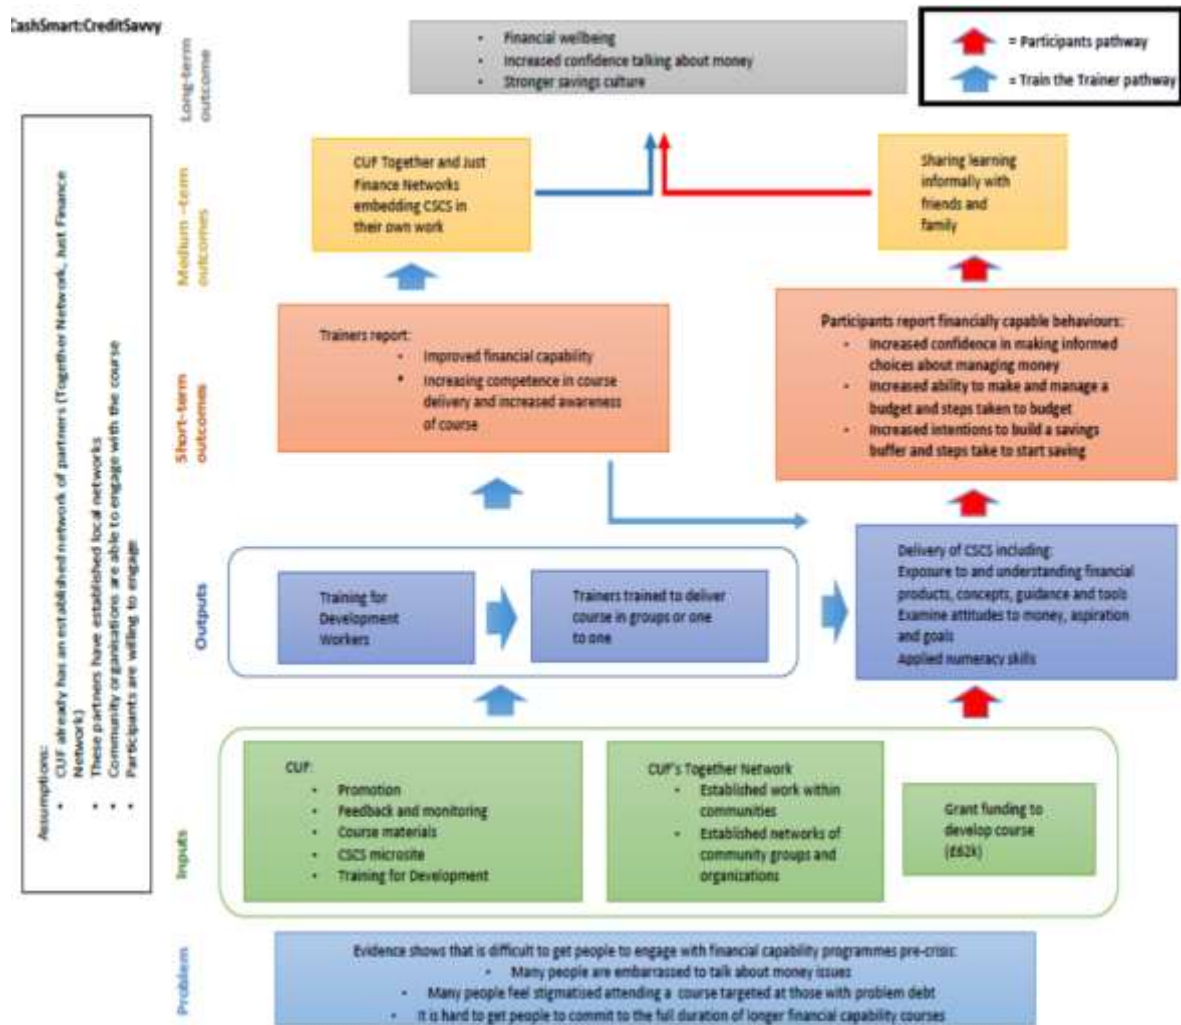 CashSmart:CreditSavvy
= Participants pathway
= Train the Trainer pathway
Long-term
outcome
• Financial wellbeing
• Increased confidence talking about money
• Stronger savings culture
Medium –term
outcomes
CUF Together and Just
Finance Networks
embedding CSCS in
their own work
Sharing learning
informally with
friends and
family
Short-term
outcomes
Trainers report:
• Improved financial capability
• Increasing competence in course
delivery and increased awareness
of course
Participants report financially capable behaviours:
• Increased confidence in making informed
choices about managing money
• Increased ability to make and manage a
budget and steps taken to budget
• Increased intentions to build a savings
buffer and steps take to start saving
Outputs
Training for
Development
Workers
Trainers trained to deliver
course in groups or one
to one
Delivery of CSCS including:
Exposure to and understanding financial
products, concepts, guidance and tools
Examine attitudes to money, aspiration
and goals
Applied numeracy skills
Inputs
CUF:
• Promotion
• Feedback and monitoring
• Course materials
• CSCS microsite
• Training for Development
CUF's Together Network
• Established work within
communities
• Established networks of
community groups and
organizations
Grant funding to
develop course
(£62k)
Problem
Evidence shows that is difficult to get people to engage with financial capability programmes pre-crisis:
• Many people are embarrassed to talk about money issues
• Many people feel stigmatised attending a course targeted at those with problem debt
• It is hard to get people to commit to the full duration of longer financial capability courses
Assumptions:
• CUF already has an established network of partners (Together Network, Just Finance
Network)
• These partners have established local networks
• Community organisations are able to engage with the course
• Participants are willing to engage